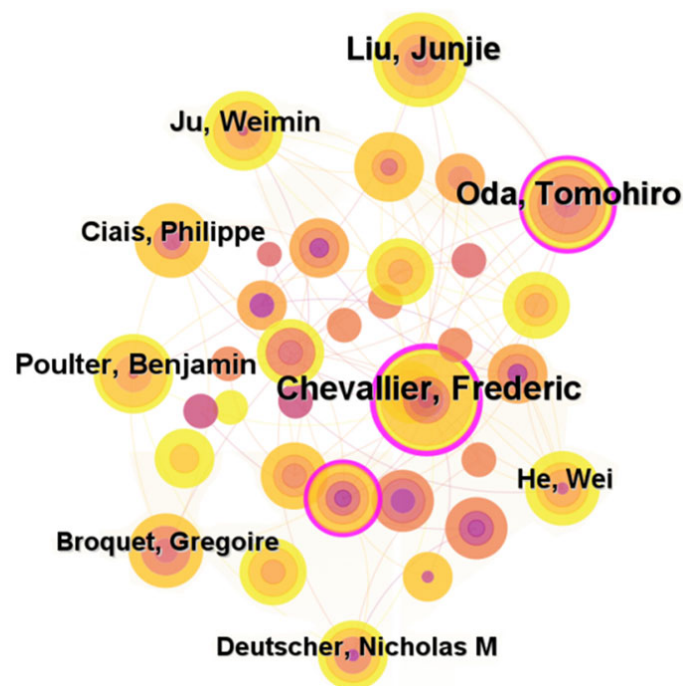 Liu, Junjie
Ju, Weimin
Oda, Tomohiro
Ciais, Philippe
Poulter, Benjamin
Chevallier, Frederic
He, Wei
Broquet, Gregoire
Deutscher, Nicholas M